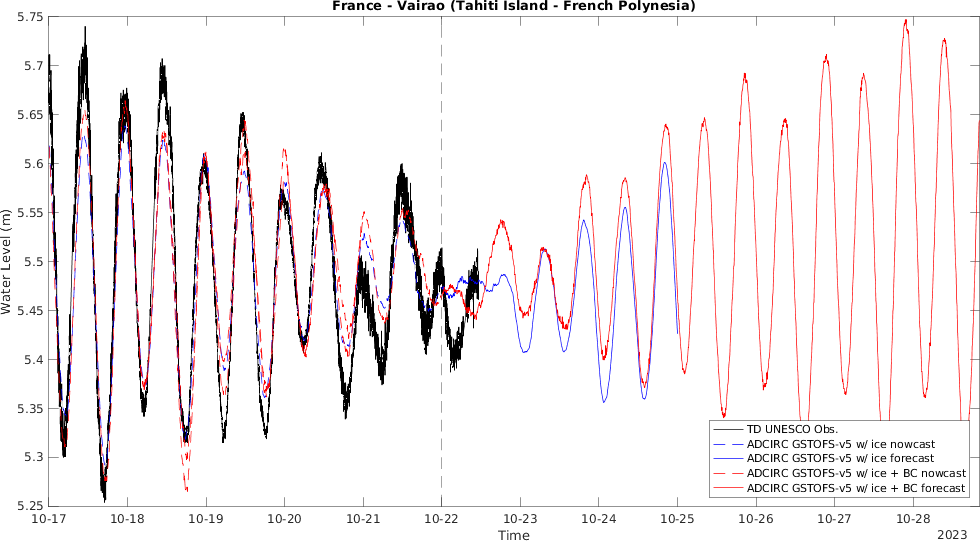 France - Vairao (Tahiti Island - French Polynesia)
5.75
5.7
5.65
5.6
5.55
5.5
5.45
5.4
5.35
5.3
5.25
Water Level (m)
TD UNESCO Obs.
ADCIRC GSTOFS-v5 w/ ice nowcast
ADCIRC GSTOFS-v5 w/ ice forecast
ADCIRC GSTOFS-v5 w/ ice + BC nowcast
ADCIRC GSTOFS-v5 w/ ice + BC forecast
10-17 10-18 10-19 10-20 10-21 10-22 10-23 10-24 10-25 10-26 10-27 10-28
Time
2023